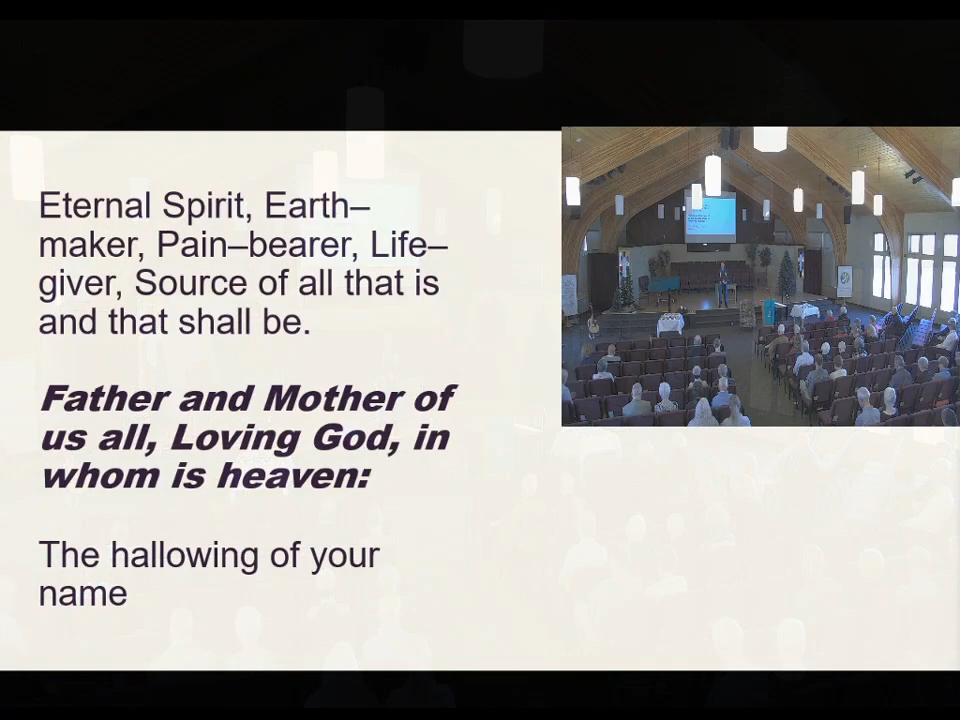 Eternal Spirit, Earth–
maker, Pain–bearer, Life–
giver, Source of all that is
and that shall be.
Father and Mother of
us all, Loving God, in
whom is heaven:
The hallowing of your
name